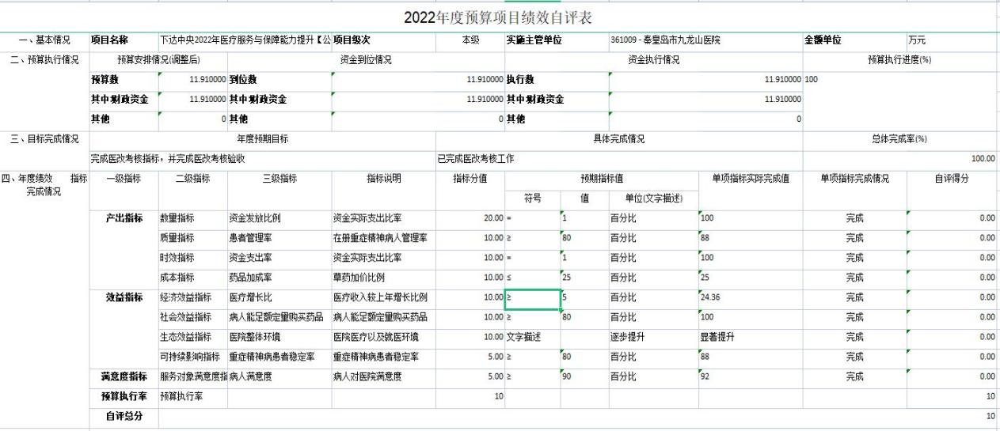 2022年度预算项目绩效自评表
一、基本情况 项目名称 下达中央2022年医疗服务与保障能力提升【公 项目级次 本级 实施主管单位 361009 - 秦皇岛市九龙山医院 金额单位 万元
二、预算执行情况 预算安排情况(调整后) 资金到位情况 资金执行情况 预算执行进度(%)
预算数 11.910000 到位数 11.910000 执行数 11.910000 100
其中:财政资金 11.910000 其中:财政资金 11.910000 其中:财政资金 11.910000
其他 0 其他 0 其他 0
三、目标完成情况 年度预期目标 具体完成情况 总体完成率(%)
完成医改考核指标，并完成医改考核验收 已完成医改考核工作 100.00
四、年度绩效 指标 一级指标 二级指标 三级指标 指标说明 指标分值 预期指标值 单项指标实际完成值 单项指标完成情况 自评得分
完成情况 符号 值 单位(文字描述)
产出指标 数量指标 资金发放比例 资金实际支出比率 20.00 = 1 百分比 100 完成 0.00
质量指标 患者管理率 在册重症精神病人管理率 10.00 ≥ 80 百分比 88 完成 0.00
时效指标 资金支出率 资金实际支出比率 10.00 = 1 百分比 100 完成 0.00
成本指标 药品加成率 草药加价比例 10.00 ≤ 25 百分比 25 完成 0.00
效益指标 经济效益指标 医疗增长比 医疗收入较上年增长比例 10.00 ≥ 5 百分比 24.36 完成 0.00
社会效益指标 病人能足额定量购买药品 病人能足额定量购买药品 10.00 ≥ 80 百分比 100 完成 0.00
生态效益指标 医院整体环境 医院医疗以及就医环境 10.00 文字描述 逐步提升 显著提升 完成 0.00
可持续影响指标 重症精神病患者稳定率 重症精神病患者稳定率 5.00 ≥ 80 百分比 88 完成 0.00
满意度指标 服务对象满意度指 病人满意度 病人对医院满意度 5.00 ≥ 90 百分比 92 完成 0.00
预算执行率 预算执行率 10 10
自评总分 10